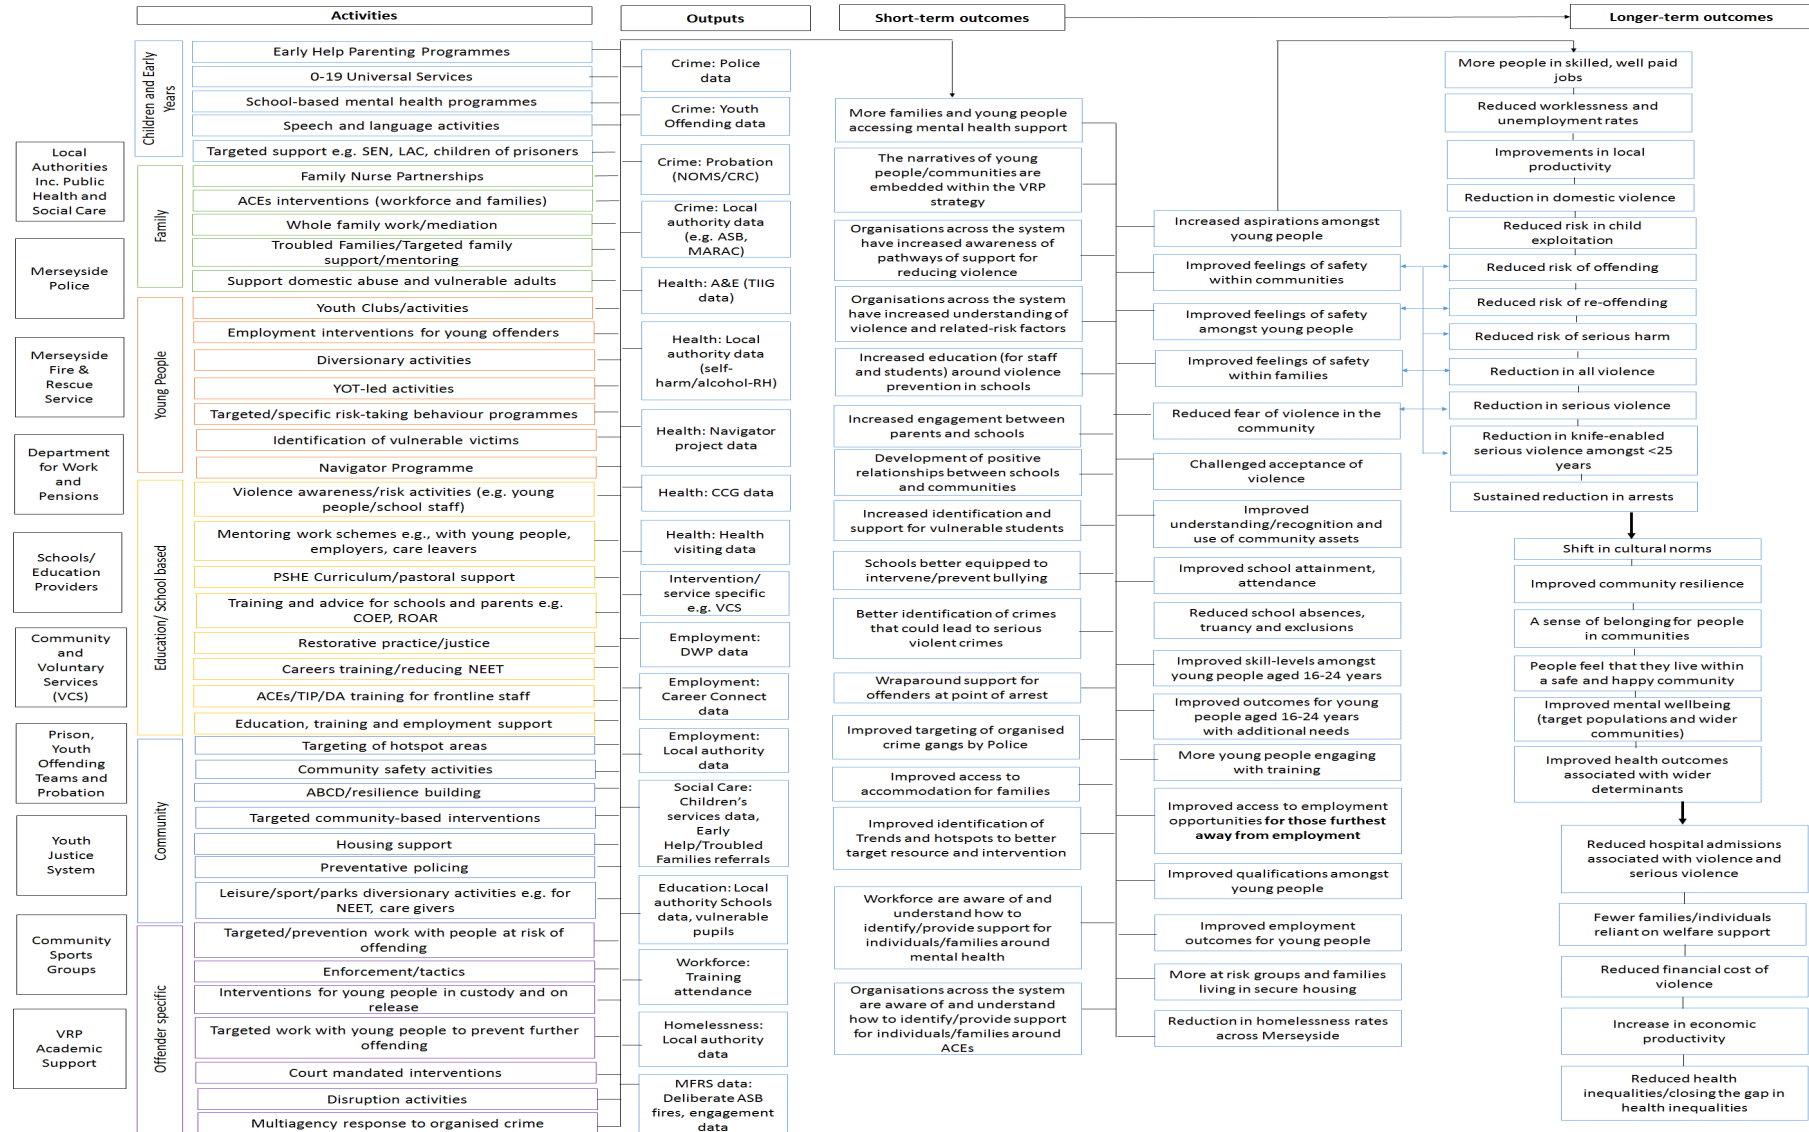 Activities
Outputs
Short-term outcomes
Longer-term outcomes
Local
Authorities
Inc. Public
Health and
Social Care
Merseyside
Police
Merseyside
Fire &
Rescue
Service
Department
for Work
and
Pensions
Schools/
Education
Providers
Community
and
Voluntary
Services
(VCS)
Prison,
Youth
Offending
Teams and
Probation
Youth
Justice
System
Community
Sports
Groups
VRP
Academic
Support
Children and Early
Years
Early Help Parenting Programmes
0-19 Universal Services
School-based mental health programmes
Speech and language activities
Targeted support e.g. SEN, LAC, children of prisoners
Family
Family Nurse Partnerships
ACEs interventions (workforce and families)
Whole family work/mediation
Troubled Families/Targeted family
support/mentoring
Support domestic abuse and vulnerable adults
Young People
Youth Clubs/activities
Employment interventions for young offenders
Diversionary activities
YOT-led activities
Targeted/specific risk-taking behaviour programmes
Identification of vulnerable victims
Navigator Programme
Education/ School based
Violence awareness/risk activities (e.g. young
people/school staff)
Mentoring work schemes e.g., with young people,
employers, care leavers
PSHE Curriculum/pastoral support
Training and advice for schools and parents e.g.
COEP, ROAR
Restorative practice/justice
Careers training/reducing NEET
ACEs/TIP/DA training for frontline staff
Education, training and employment support
Community
Targeting of hotspot areas
Community safety activities
ABCD/resilience building
Targeted community-based interventions
Housing support
Preventative policing
Leisure/sport/parks diversionary activities e.g. for
NEET, care givers
Offender specific
Targeted/prevention work with people at risk of
offending
Enforcement/tactics
Interventions for young people in custody and on
release
Targeted work with young people to prevent further
offending
Court mandated interventions
Disruption activities
Multiagency response to organised crime
Crime: Police
data
Crime: Youth
Offending data
Crime: Probation
(NOMS/CRC)
Crime: Local
authority data
(e.g. ASB,
MARAC)
Health: A&E (TIIG
data)
Health: Local
authority data
(self-
harm/alcohol-RH)
Health: Navigator
project data
Health: CCG data
Health: Health
visiting data
Intervention/
service specific
e.g. VCS
Employment:
DWP data
Employment:
Career Connect
data
Employment:
Local authority
data
Social Care:
Children's
services data,
Early
Help/Troubled
Families referrals
Education: Local
authority Schools
data, vulnerable
pupils
Workforce:
Training
attendance
Homelessness:
Local authority
data
MFRS data:
Deliberate ASB
fires, engagement
data
More families and young people
accessing mental health support
The narratives of young
people/communities are
embedded within the VRP
strategy
Organisations across the system
have increased awareness of
pathways of support for
reducing violence
Organisations across the system
have increased understanding of
violence and related-risk factors
Increased education (for staff
and students) around violence
prevention in schools
Increased engagement between
parents and schools
Development of positive
relationships between schools
and communities
Increased identification and
support for vulnerable students
Schools better equipped to
intervene/prevent bullying
Better identification of crimes
that could lead to serious
violent crimes
Wraparound support for
offenders at point of arrest
Improved targeting of organised
crime gangs by Police
Improved access to
accommodation for families
Improved identification of
Trends and hotspots to better
target resource and intervention
Workforce are aware of and
understand how to
identify/provide support for
individuals/families around
mental health
Organisations across the system
are aware of and understand
how to identify/provide support
for individuals/families around
ACEs
Increased aspirations amongst
young people
Improved feelings of safety
within communities
Improved feelings of safety
amongst young people
Improved feelings of safety
within families
Reduced fear of violence in the
community
Challenged acceptance of
violence
Improved
understanding/recognition and
use of community assets
Improved school attainment,
attendance
Reduced school absences,
truancy and exclusions
Improved skill-levels amongst
young people aged 16-24 years
Improved outcomes for young
people aged 16-24 years
with additional needs
More young people engaging
with training
Improved access to employment
opportunities for those furthest
away from employment
Improved qualifications amongst
young people
Improved employment
outcomes for young people
More at risk groups and families
living in secure housing
Reduction in homelessness rates
across Merseyside
More people in skilled, well paid
jobs
Reduced worklessness and
unemployment rates
Improvements in local
productivity
Reduction in domestic violence
Reduced risk in child
exploitation
Reduced risk of offending
Reduced risk of re-offending
Reduced risk of serious harm
Reduction in all violence
Reduction in serious violence
Reduction in knife-enabled
serious violence amongst <25
years
Sustained reduction in arrests
Shift in cultural norms
Improved community resilience
A sense of belonging for people
in communities
People feel that they live within
a safe and happy community
Improved mental wellbeing
(target populations and wider
communities)
Improved health outcomes
associated with wider
determinants
Reduced hospital admissions
associated with violence and
serious violence
Fewer families/individuals
reliant on welfare support
Reduced financial cost of
violence
Increase in economic
productivity
Reduced health
inequalities/closing the gap in
health inequalities